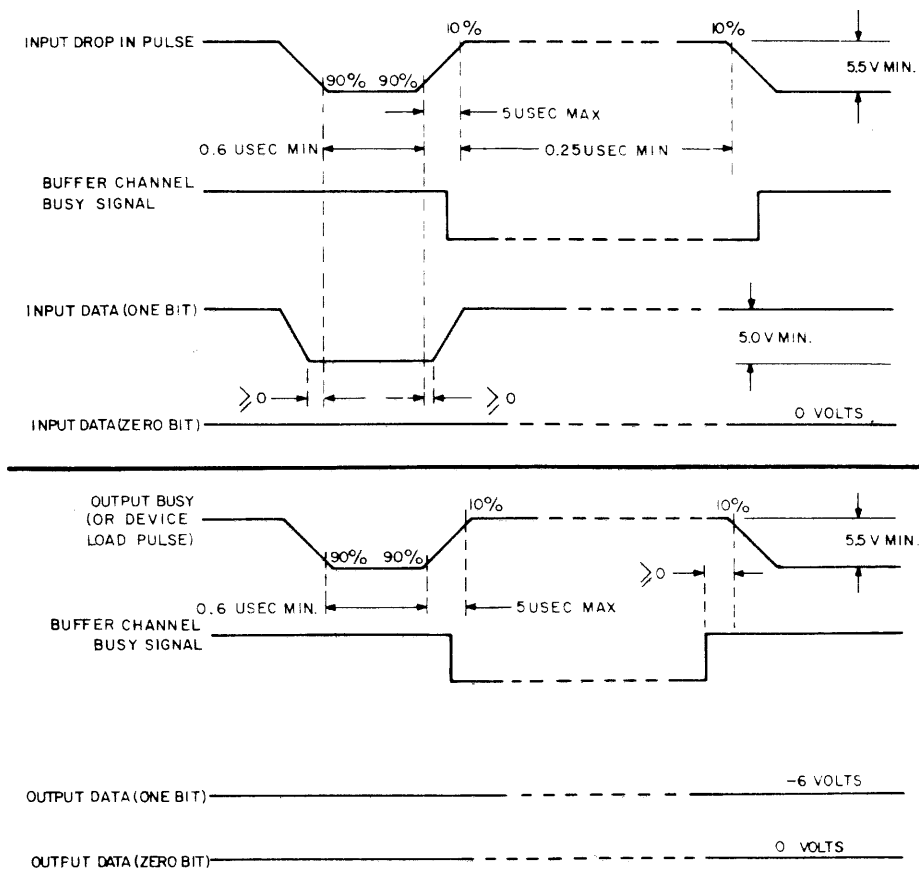 INPUT DROP IN PULSE
10%
10%
90%
90%
5.5 V MIN.
5 USEC MAX
0.6 USEC MIN
0.25 USEC MIN
BUFFER CHANNEL
BUSY SIGNAL
INPUT DATA (ONE BIT)
5.0 V MIN.
≥ 0
≥ 0
INPUT DATA (ZERO BIT)
0 VOLTS
OUTPUT BUSY
(OR DEVICE
LOAD PULSE)
10%
10%
90%
90%
5.5 V MIN.
≥ 0
0.6 USEC MIN.
5 USEC MAX
BUFFER CHANNEL
BUSY SIGNAL
-6 VOLTS
OUTPUT DATA (ONE BIT)
0 VOLTS
OUTPUT DATA (ZERO BIT)